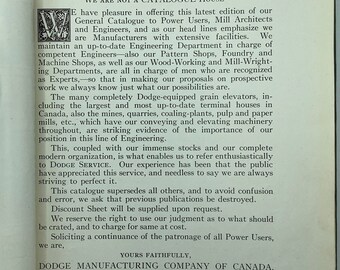 WE ARE NOT A CATALOGUE HOUSE
WE have pleasure in offering this latest edition of our
General Catalogue to Power Users, Mill Architects
and Engineers, and as our head lines emphasize we
are Manufacturers with extensive facilities. We
maintain an up-to-date Engineering Department in charge of
competent Engineers—also our Pattern Shops, Foundry and
Machine Shops, as well as our Wood-Working and Mill-Wright-
ing Departments, are all in charge of men who are recognized
as Experts,—so that in making our proposals on prospective
work we always know just what our possibilities are.
The many completely Dodge-equipped grain elevators, in-
cluding the largest and most up-to-date terminal houses in
Canada, also the mines, quarries, coaling-plants, pulp and paper
mills, etc., which have our conveying and elevating machinery
throughout, are striking evidence of the importance of our
position in this line of Engineering.
This, coupled with our immense stocks and our complete
modern organization, is what enables us to refer enthusiastically
to DODGE SERVICE. Our experience has been that the public
have appreciated this service, and needless to say we are always
striving to perfect it.
This catalogue supersedes all others, and to avoid confusion
and error, we ask that previous publications be destroyed.
Discount Sheet will be supplied upon request.
We reserve the right to use our judgment as to what should
be crated, and to charge for same at cost.
Soliciting a continuance of the patronage of all Power Users,
we are,
YOURS FAITHFULLY,
DODGE MANUFACTURING COMPANY OF CANADA,